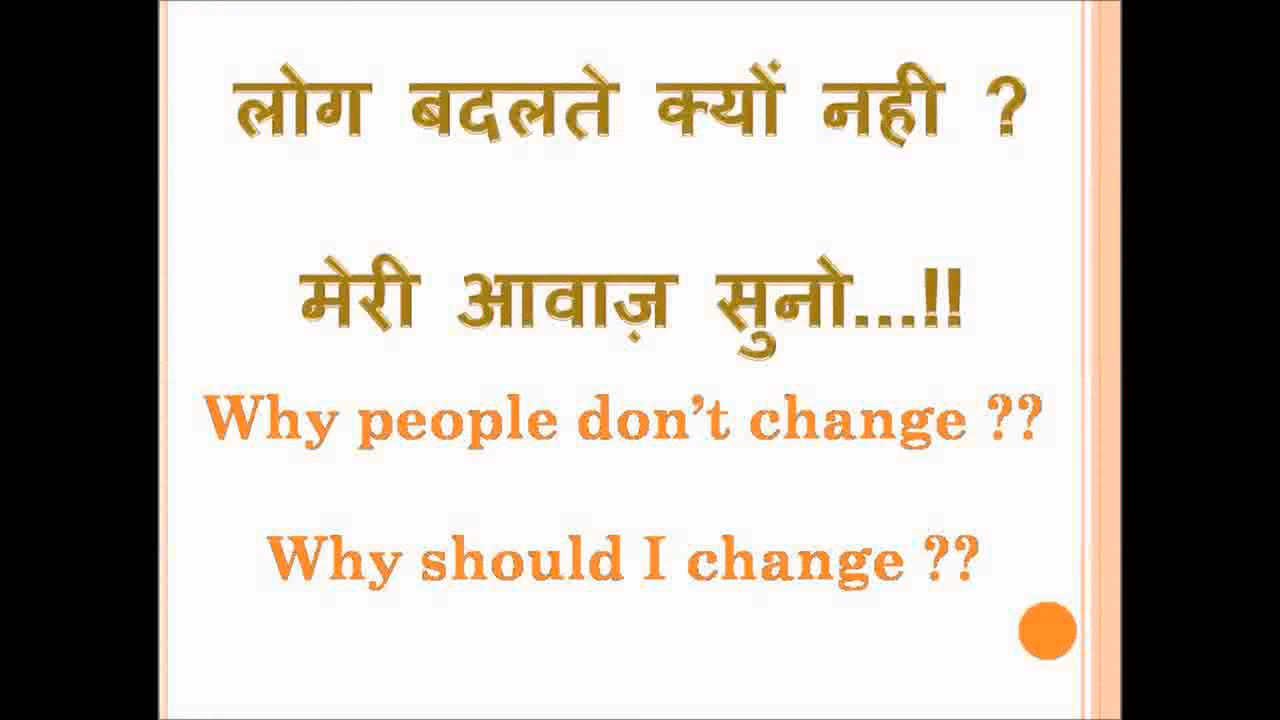 लोग बदलते क्यों नही ?
मेरी आवाज़ सुनो...!!
Why people don't change ??
Why should I change ??